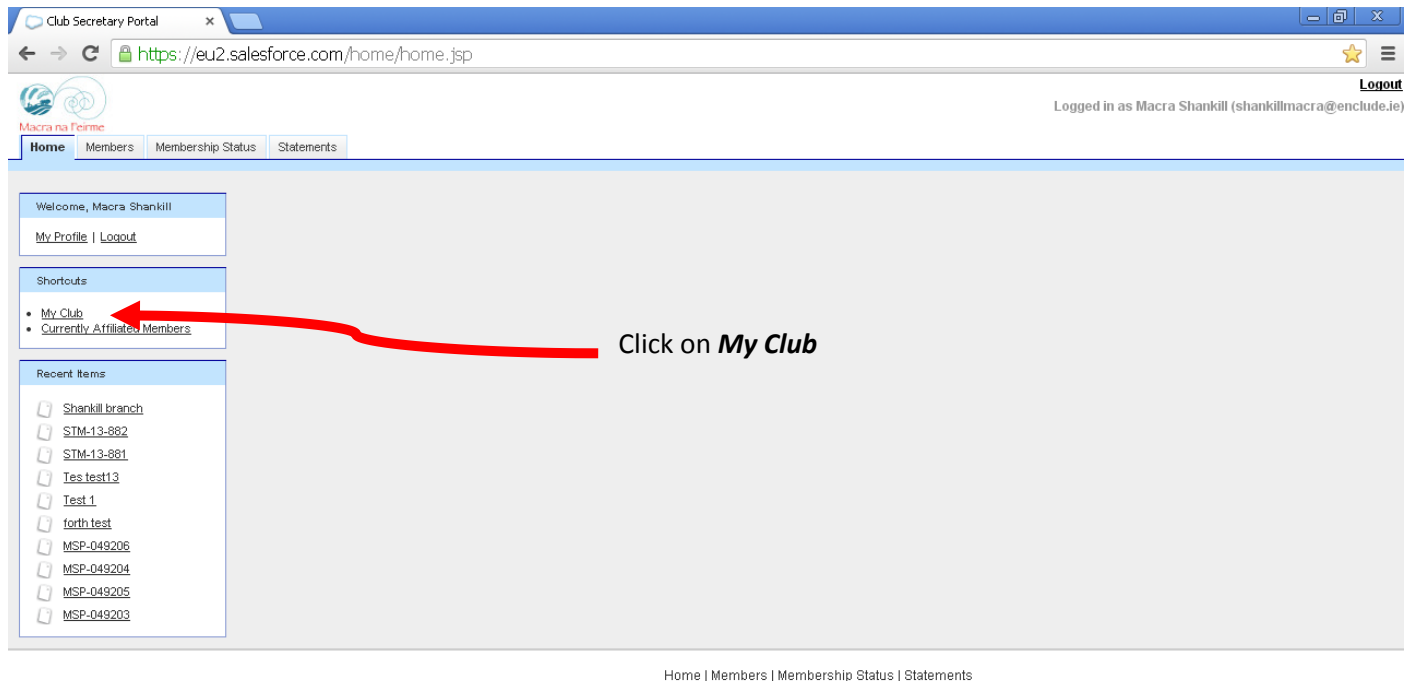 Club Secretary Portal
https://eu2.salesforce.com/home/home.jsp
Logout
Logged in as Macra Shankill (shankillmacra@enclude.ie)
Macra na Feirme
Home Members Membership Status Statements
Welcome, Macra Shankill
My Profile | Logout
Shortcuts
My Club
Currently Affiliated Members
Click on My Club
Recent Items
Shankill branch
STM-13-882
STM-13-881
Tes test13
Test 1
forth test
MSP-049206
MSP-049204
MSP-049205
MSP-049203
Home | Members | Membership Status | Statements